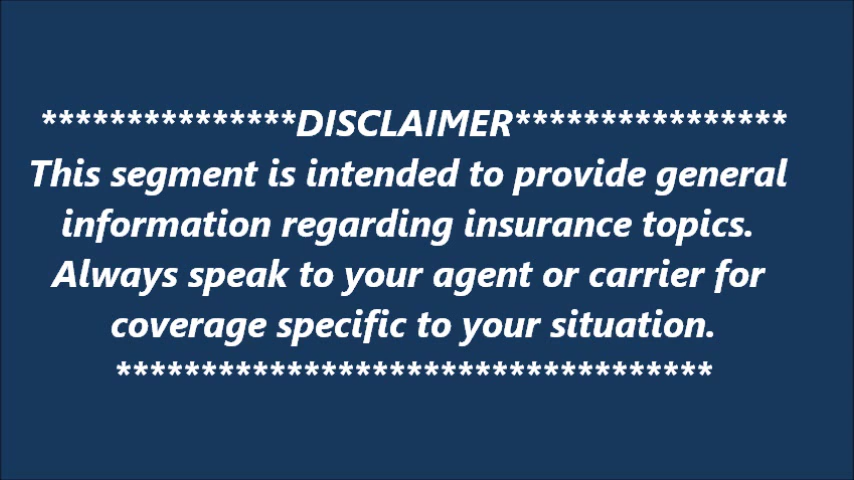 ***************DISCLAIMER****************
This segment is intended to provide general
information regarding insurance topics.
Always speak to your agent or carrier for
coverage specific to your situation.
***********************************